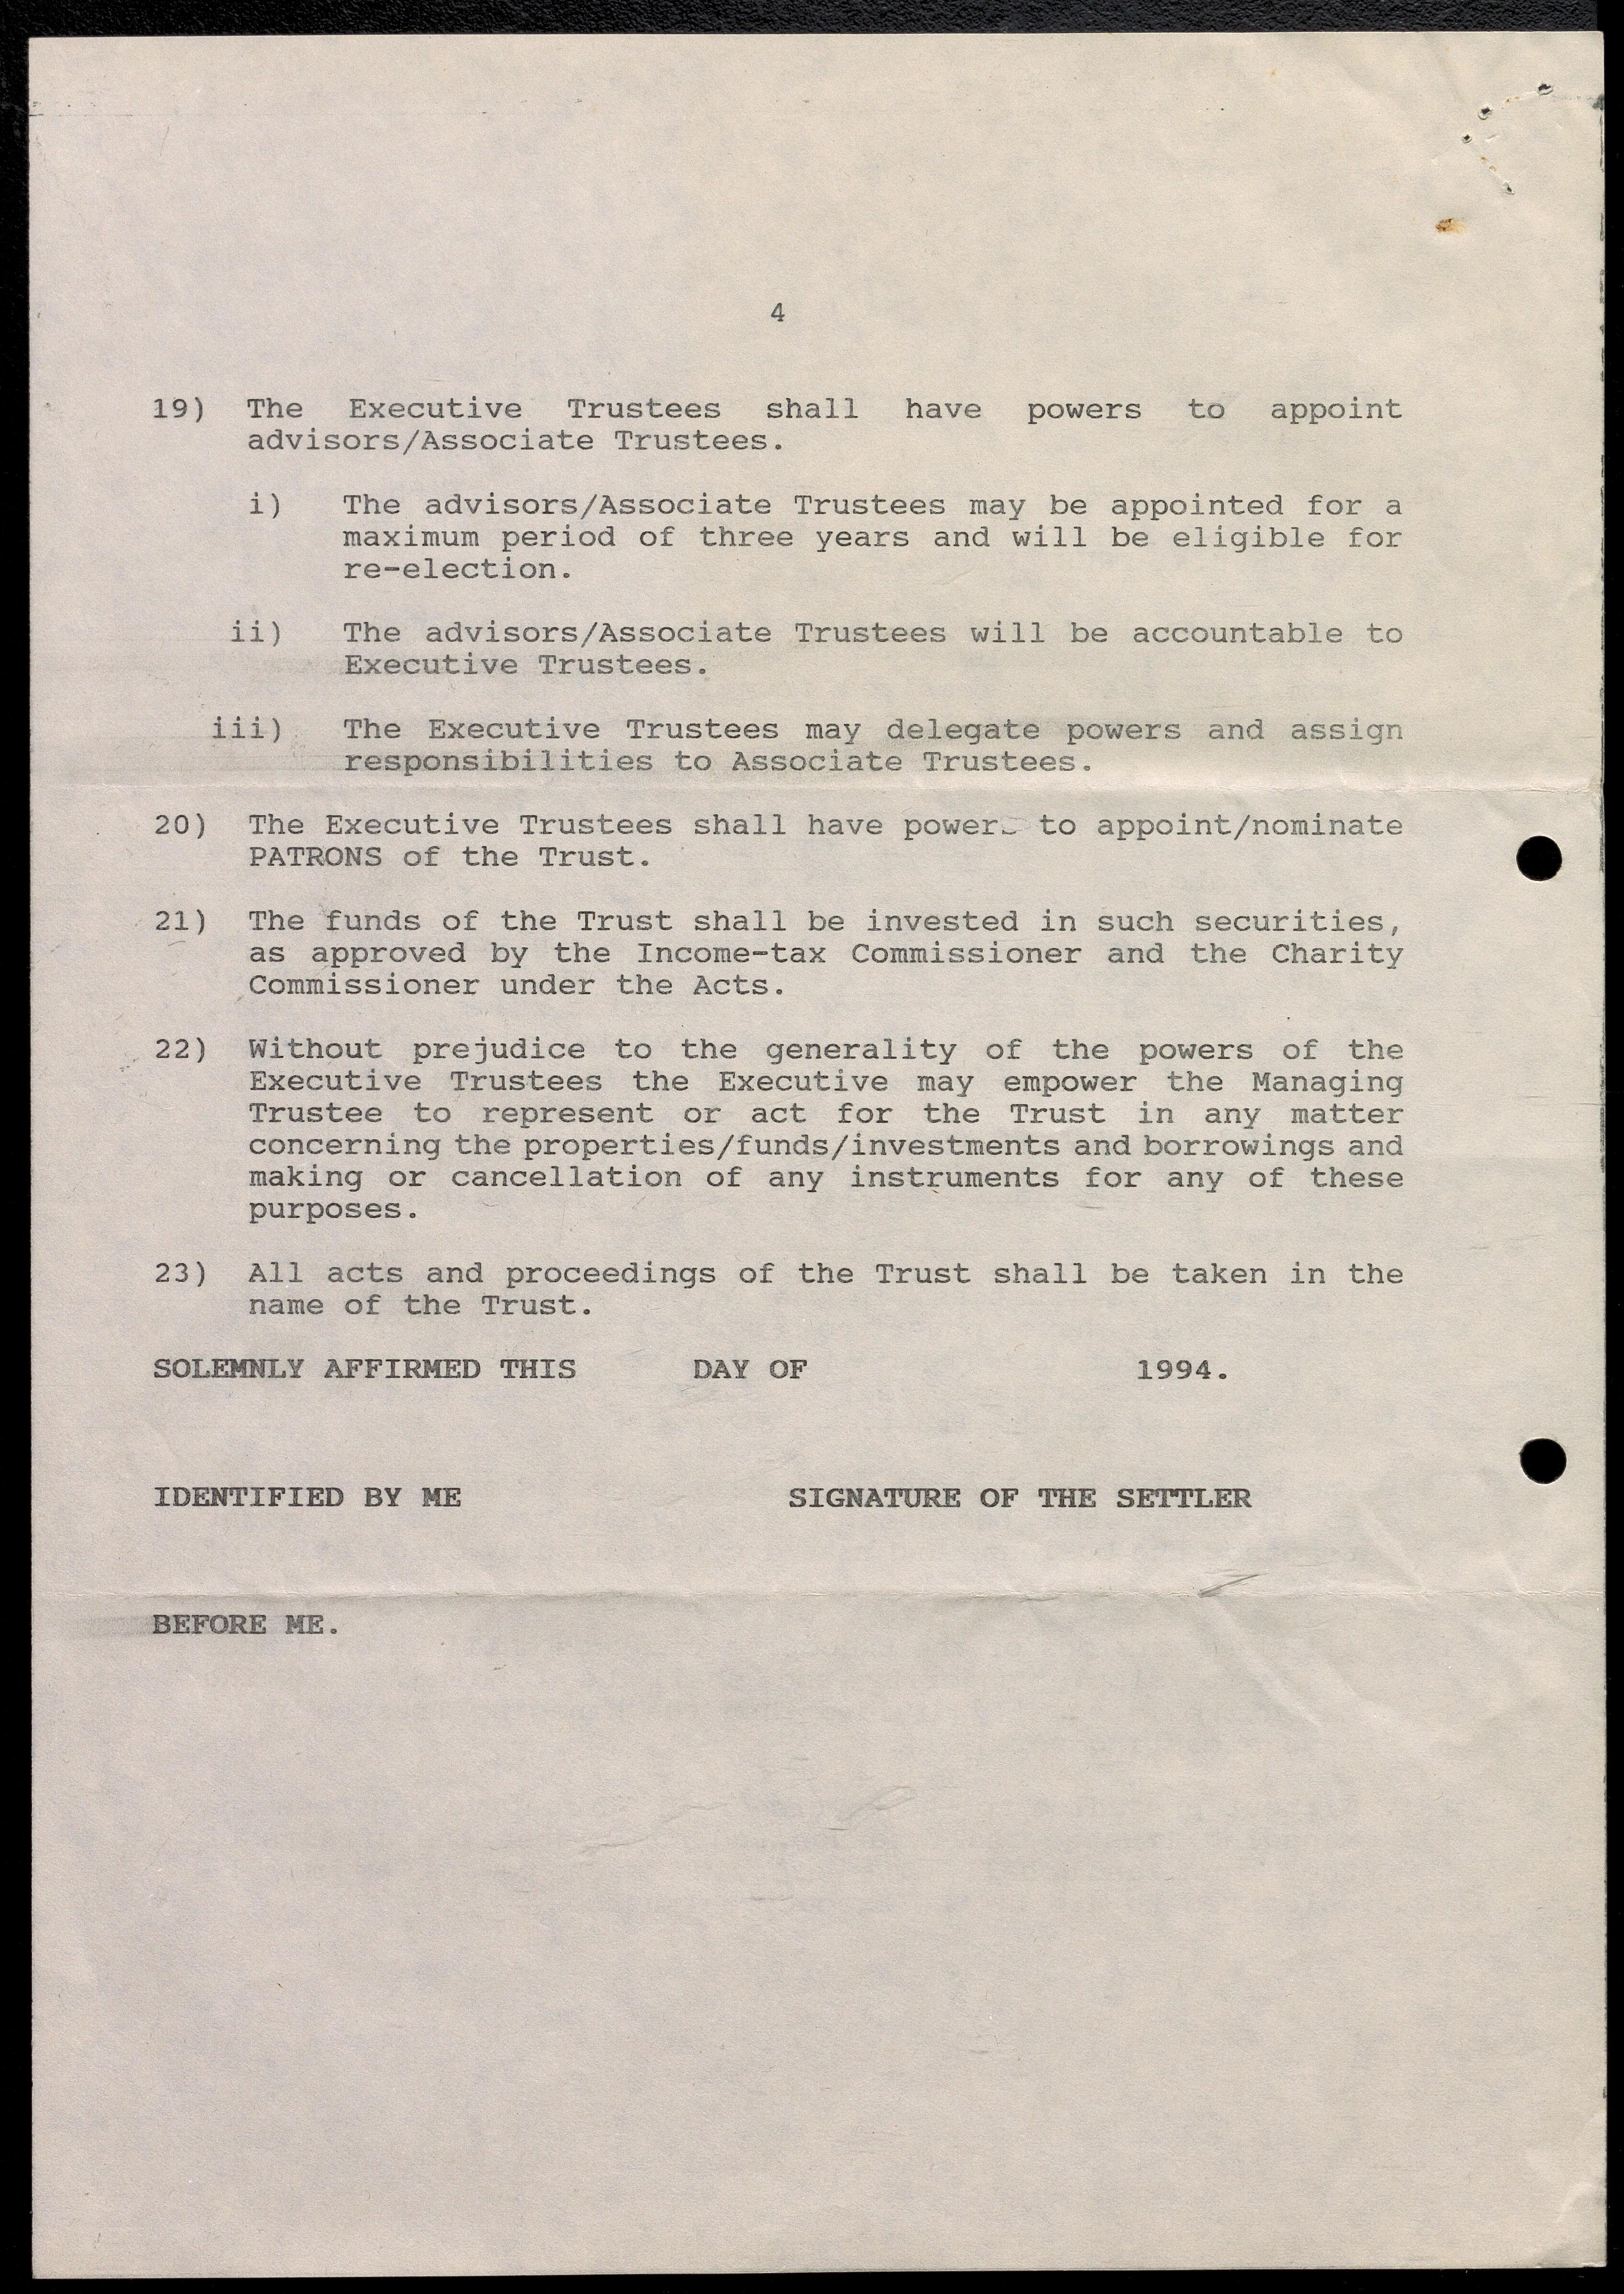 4
19) The Executive Trustees shall have powers to appoint
advisors/Associate Trustees.
i) The advisors/Associate Trustees may be appointed for a
maximum period of three years and will be eligible for
re-election.
ii) The advisors/Associate Trustees will be accountable to
Executive Trustees.
iii) The Executive Trustees may delegate powers and assign
responsibilities to Associate Trustees.
20) The Executive Trustees shall have powers to appoint/nominate
PATRONS of the Trust.
21) The funds of the Trust shall be invested in such securities,
as approved by the Income-tax Commissioner and the Charity
Commissioner under the Acts.
22) Without prejudice to the generality of the powers of the
Executive Trustees the Executive may empower the Managing
Trustee to represent or act for the Trust in any matter
concerning the properties/funds/investments and borrowings and
making or cancellation of any instruments for any of these
purposes.
23) All acts and proceedings of the Trust shall be taken in the
name of the Trust.
SOLEMNLY AFFIRMED THIS DAY OF 1994.
IDENTIFIED BY ME SIGNATURE OF THE SETTLER
BEFORE ME.